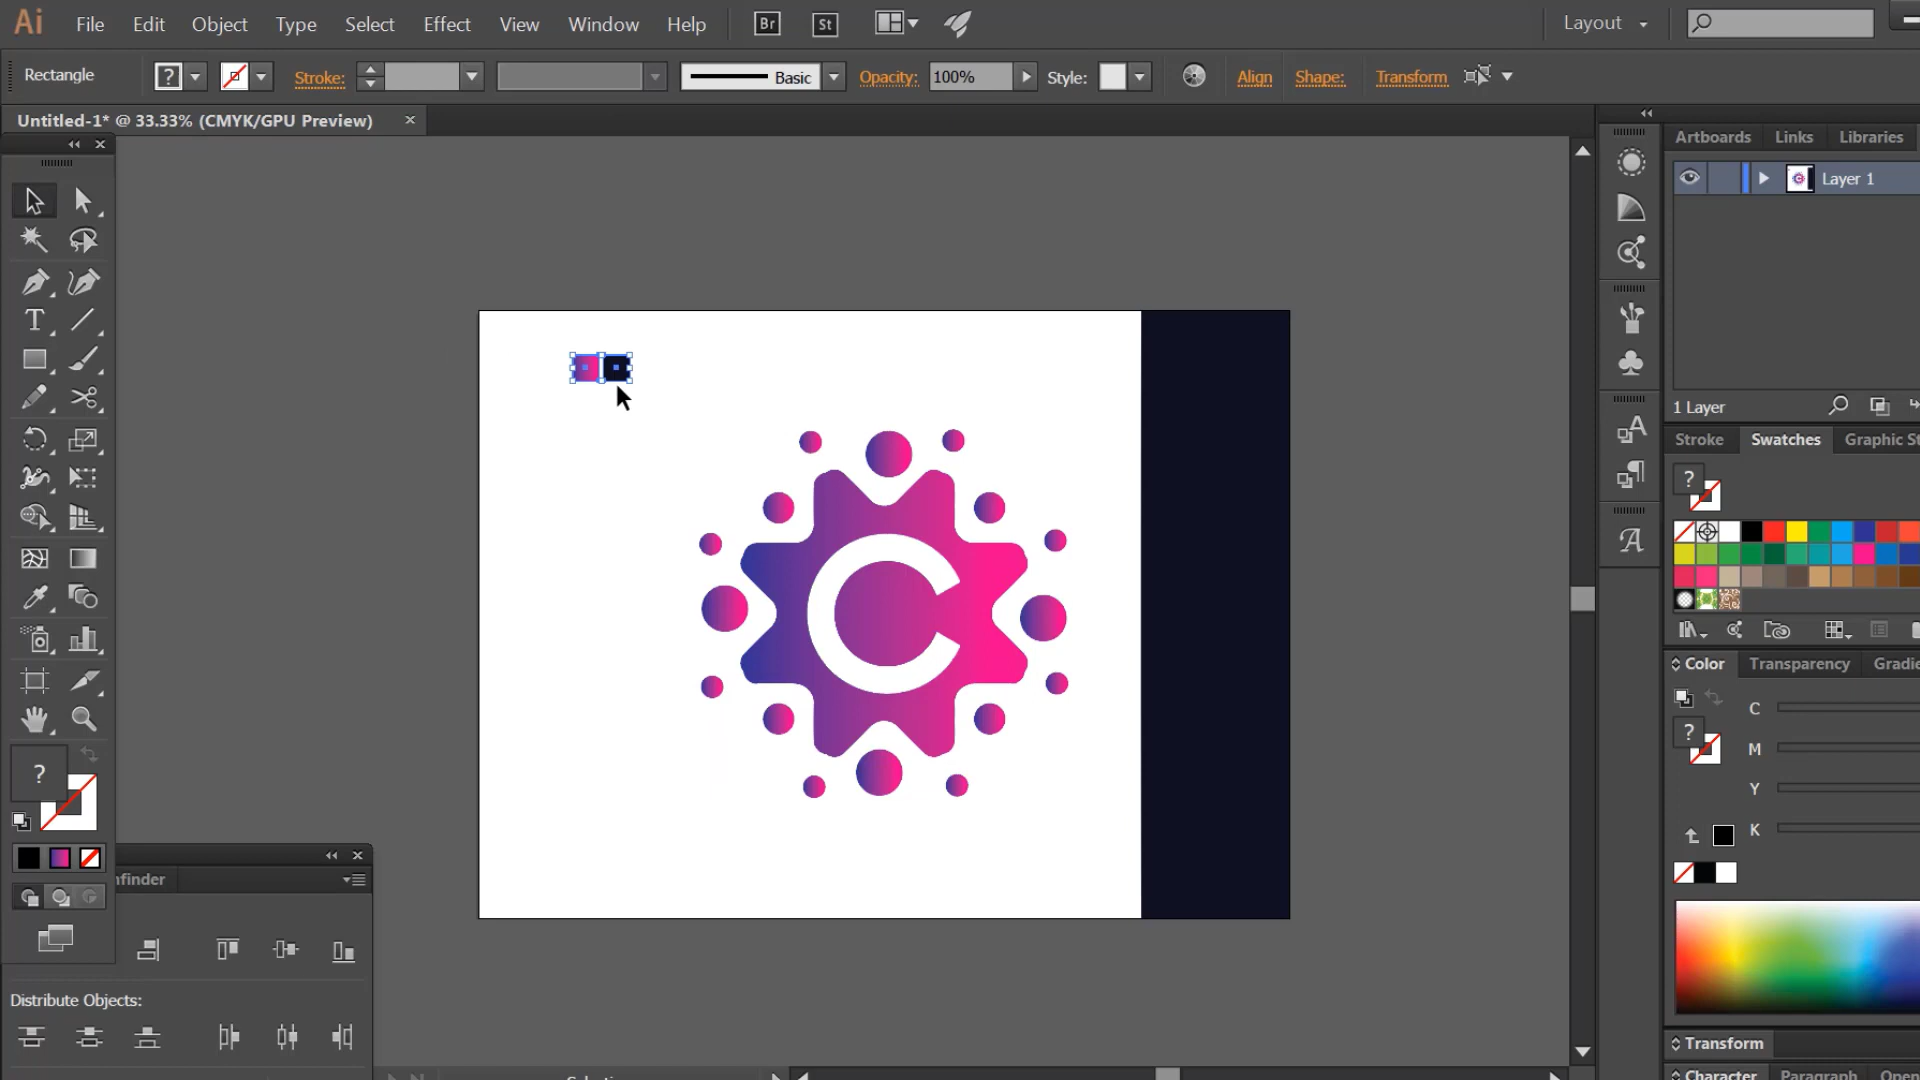 Ai File Edit Object Type Select Effect View Window Help Br St Layout
Rectangle ? Stroke: Basic Opacity: 100% Style: Align Shape: Transform
Untitled-1* @ 33.33% (CMYK/GPU Preview) ×
Artboards Links Libraries
Layer 1
1 Layer
Stroke Swatches Graphic St
?
Color Transparency Gradie
C
? M
Y
K
Transform
Character Paragraph Open
C
?
nfinder
Distribute Objects: